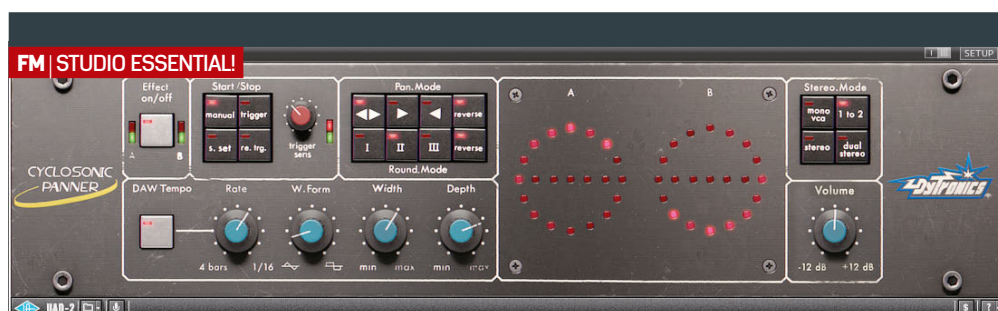 FM | STUDIO ESSENTIAL!
I
SETUP
Effect
on/off
A
B
Start/Stop
manual
trigger
s. set
re. trg.
trigger
sens
Pan.Mode
reverse
I
II
III
reverse
Round.Mode
A
B
Stereo.Mode
mono
vca
1 to 2
stereo
dual
stereo
CYCLOSONIC
PANNER
DYTRONICS
DAW Tempo
Rate
4 bars
1/16
W.Form
Width
min
max
Depth
min
max
Volume
-12 dB
+12 dB
UAD-2
S
?